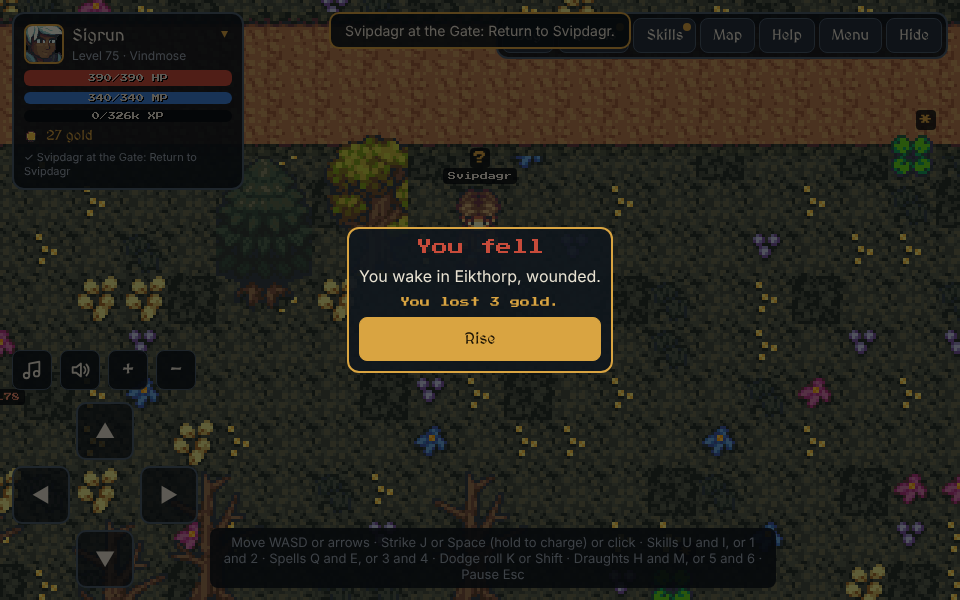 Sigrun
Level 75 · Vindmose
390/390 HP
340/340 MP
0/326k XP
27 gold
✓ Svipdagr at the Gate: Return to
Svipdagr
Svipdagr at the Gate: Return to Svipdagr.
Skills
Map
Help
Menu
Hide
?
Svipdagr
You fell
You wake in Eikthorp, wounded.
You lost 3 gold.
Rise
Move WASD or arrows · Strike J or Space (hold to charge) or click · Skills U and I, or 1
and 2 · Spells Q and E, or 3 and 4 · Dodge roll K or Shift · Draughts H and M, or 5 and 6 ·
Pause Esc